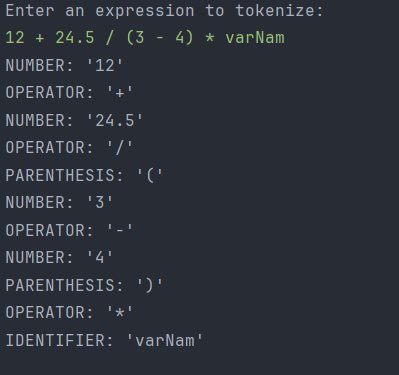 Enter an expression to tokenize:
12 + 24.5 / (3 - 4) * varNam
NUMBER: '12'
OPERATOR: '+'
NUMBER: '24.5'
OPERATOR: '/'
PARENTHESIS: '('
NUMBER: '3'
OPERATOR: '-'
NUMBER: '4'
PARENTHESIS: ')'
OPERATOR: '*'
IDENTIFIER: 'varNam'